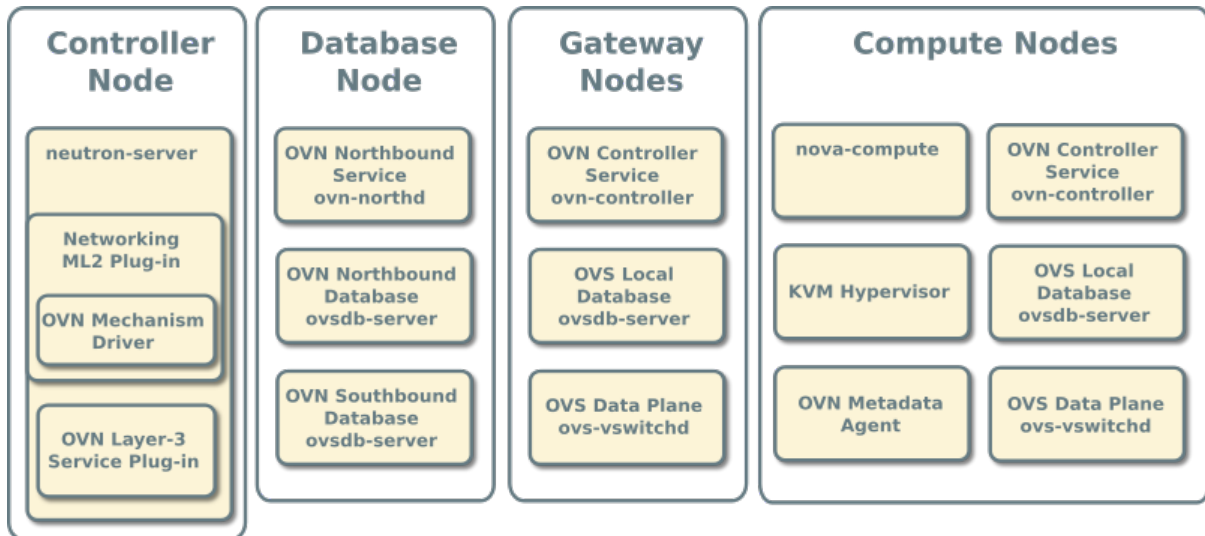 Controller
Node
neutron-server
Networking
ML2 Plug-in
OVN Mechanism
Driver
OVN Layer-3
Service Plug-in
Database
Node
OVN Northbound
Service
ovn-northd
OVN Northbound
Database
ovsdb-server
OVN Southbound
Database
ovsdb-server
Gateway
Nodes
OVN Controller
Service
ovn-controller
OVS Local
Database
ovsdb-server
OVS Data Plane
ovs-vswitchd
Compute Nodes
nova-compute
OVN Controller
Service
ovn-controller
KVM Hypervisor
OVS Local
Database
ovsdb-server
OVN Metadata
Agent
OVS Data Plane
ovs-vswitchd